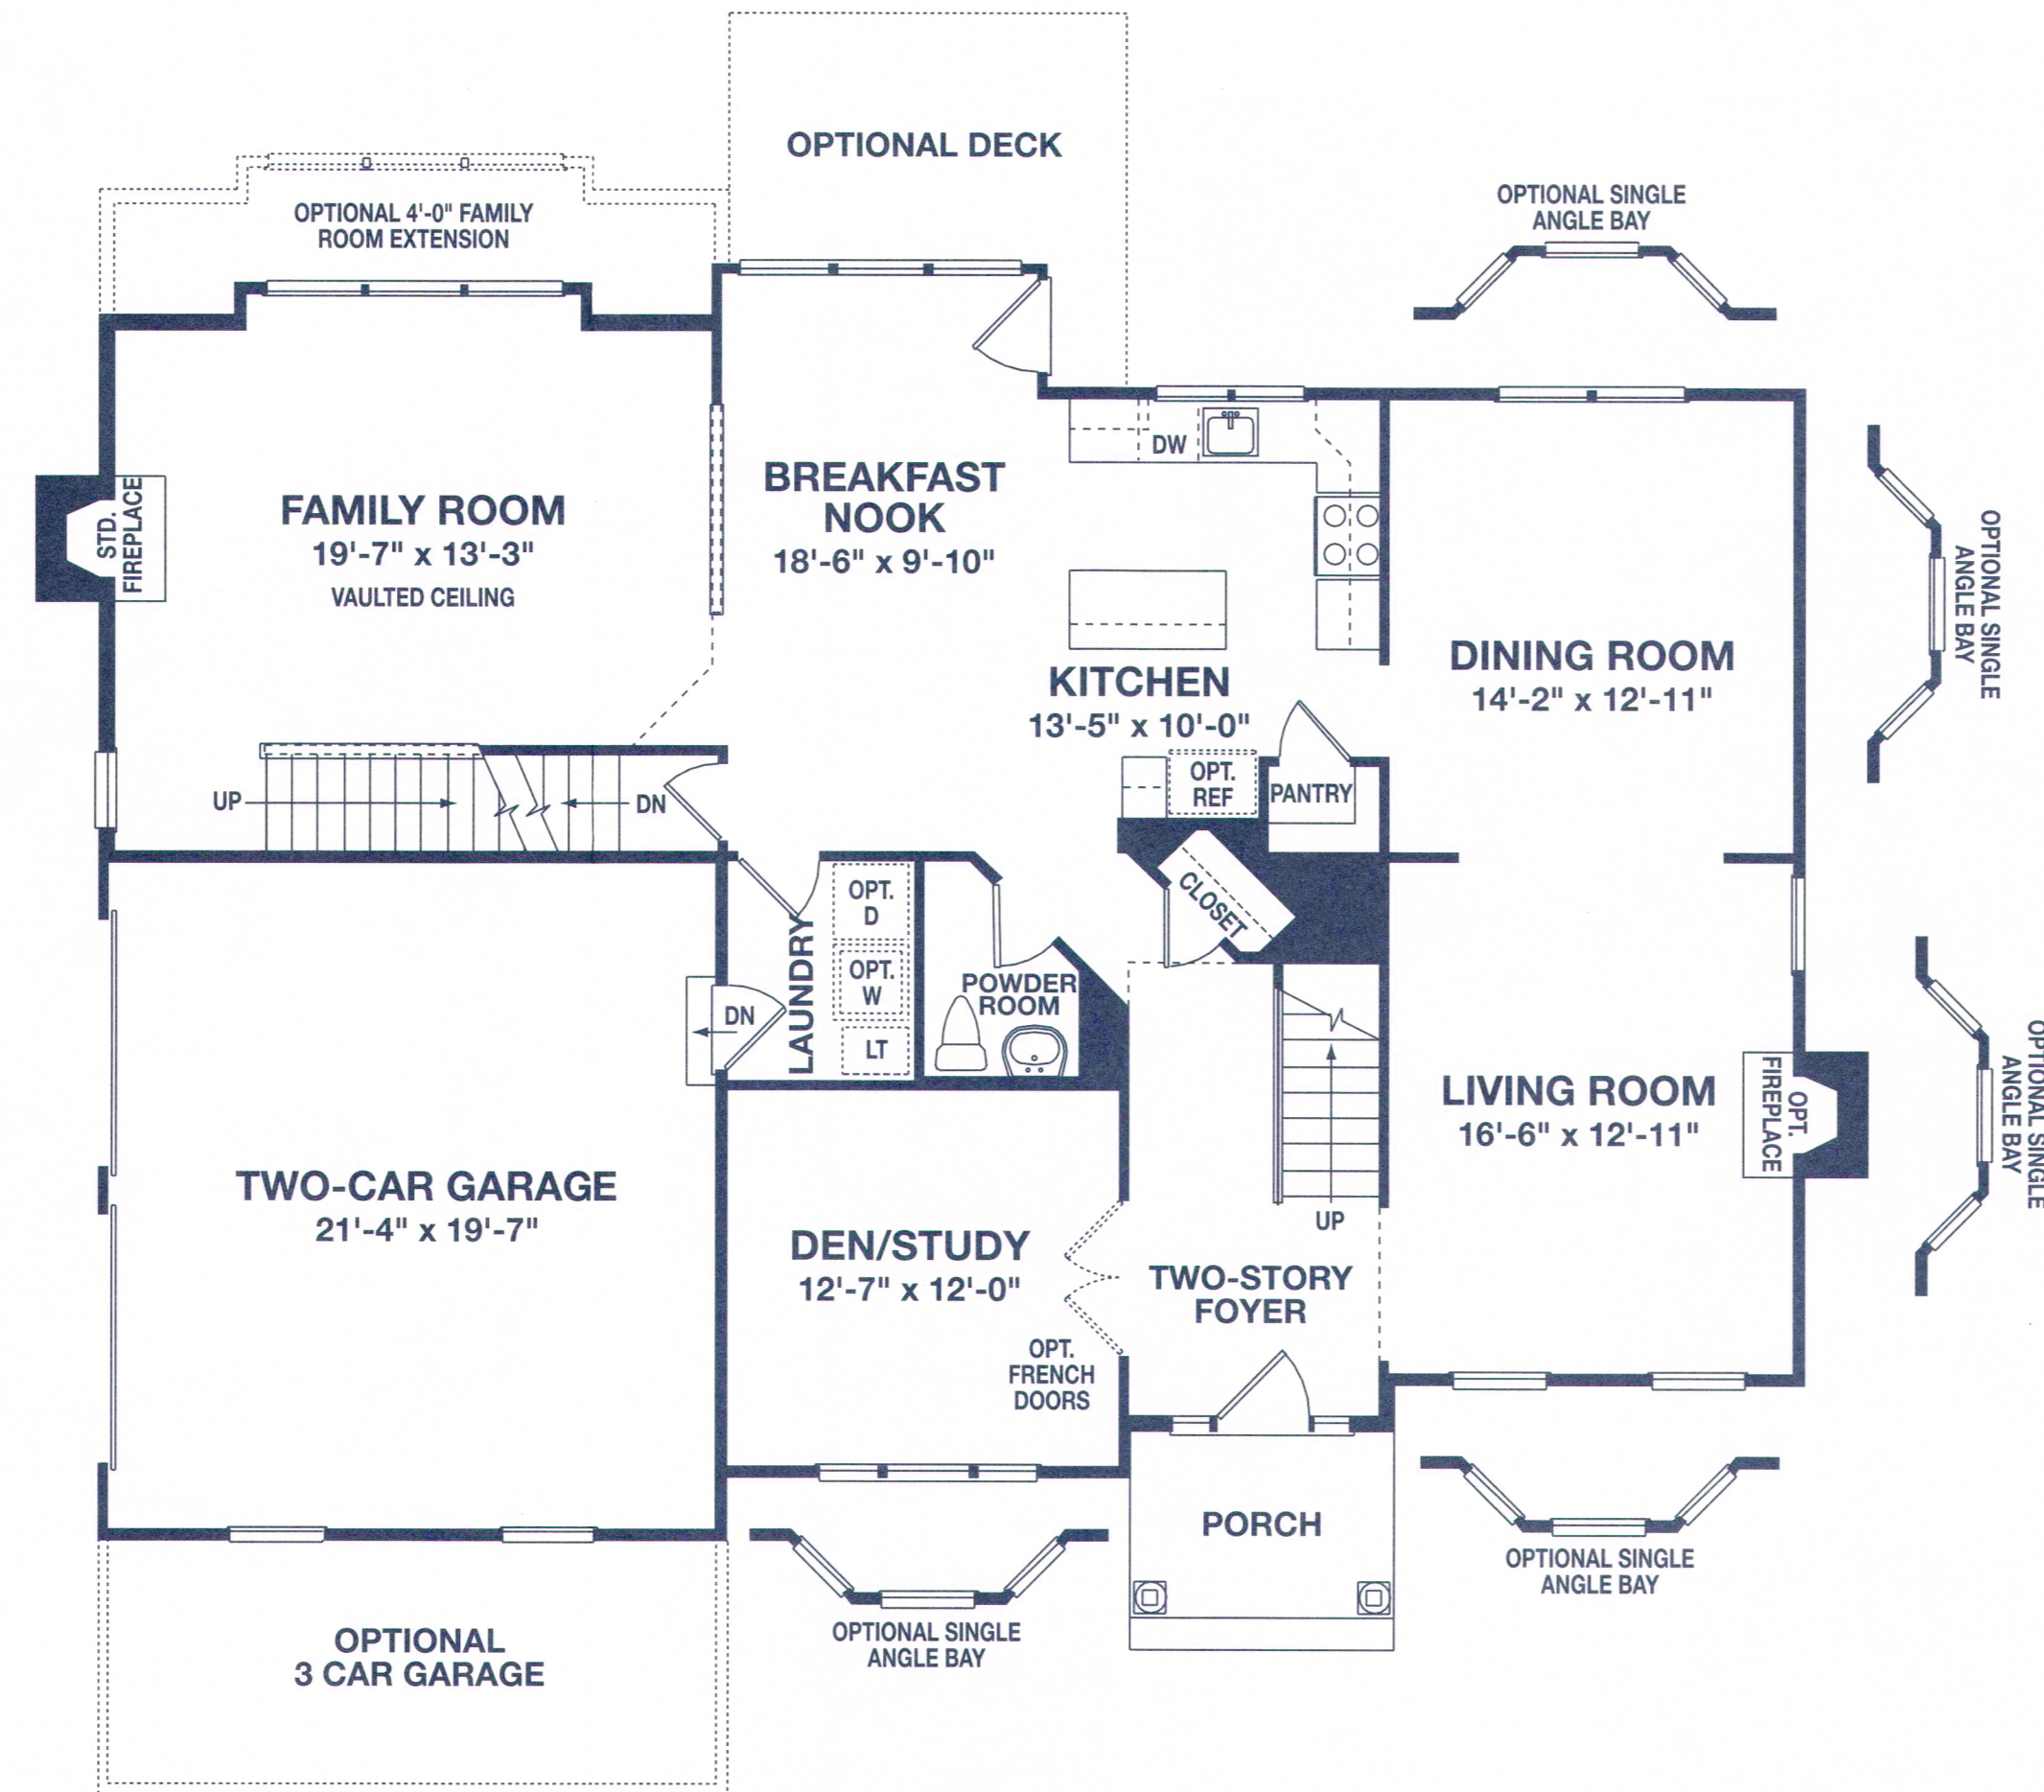 OPTIONAL DECK
OPTIONAL 4'-0" FAMILY
ROOM EXTENSION
OPTIONAL SINGLE
ANGLE BAY
STD.
FIREPLACE
FAMILY ROOM
19'-7" x 13'-3"
VAULTED CEILING
BREAKFAST
NOOK
18'-6" x 9'-10"
DW
KITCHEN
13'-5" x 10'-0"
DINING ROOM
14'-2" x 12'-11"
OPTIONAL SINGLE
ANGLE BAY
UP
DN
OPT.
REF
PANTRY
CLOSET
OPT.
D
OPT.
W
LT
LAUNDRY
DN
POWDER
ROOM
LIVING ROOM
16'-6" x 12'-11"
OPT.
FIREPLACE
OPTIONAL SINGLE
ANGLE BAY
TWO-CAR GARAGE
21'-4" x 19'-7"
DEN/STUDY
12'-7" x 12'-0"
OPT.
FRENCH
DOORS
UP
TWO-STORY
FOYER
PORCH
OPTIONAL SINGLE
ANGLE BAY
OPTIONAL SINGLE
ANGLE BAY
OPTIONAL
3 CAR GARAGE